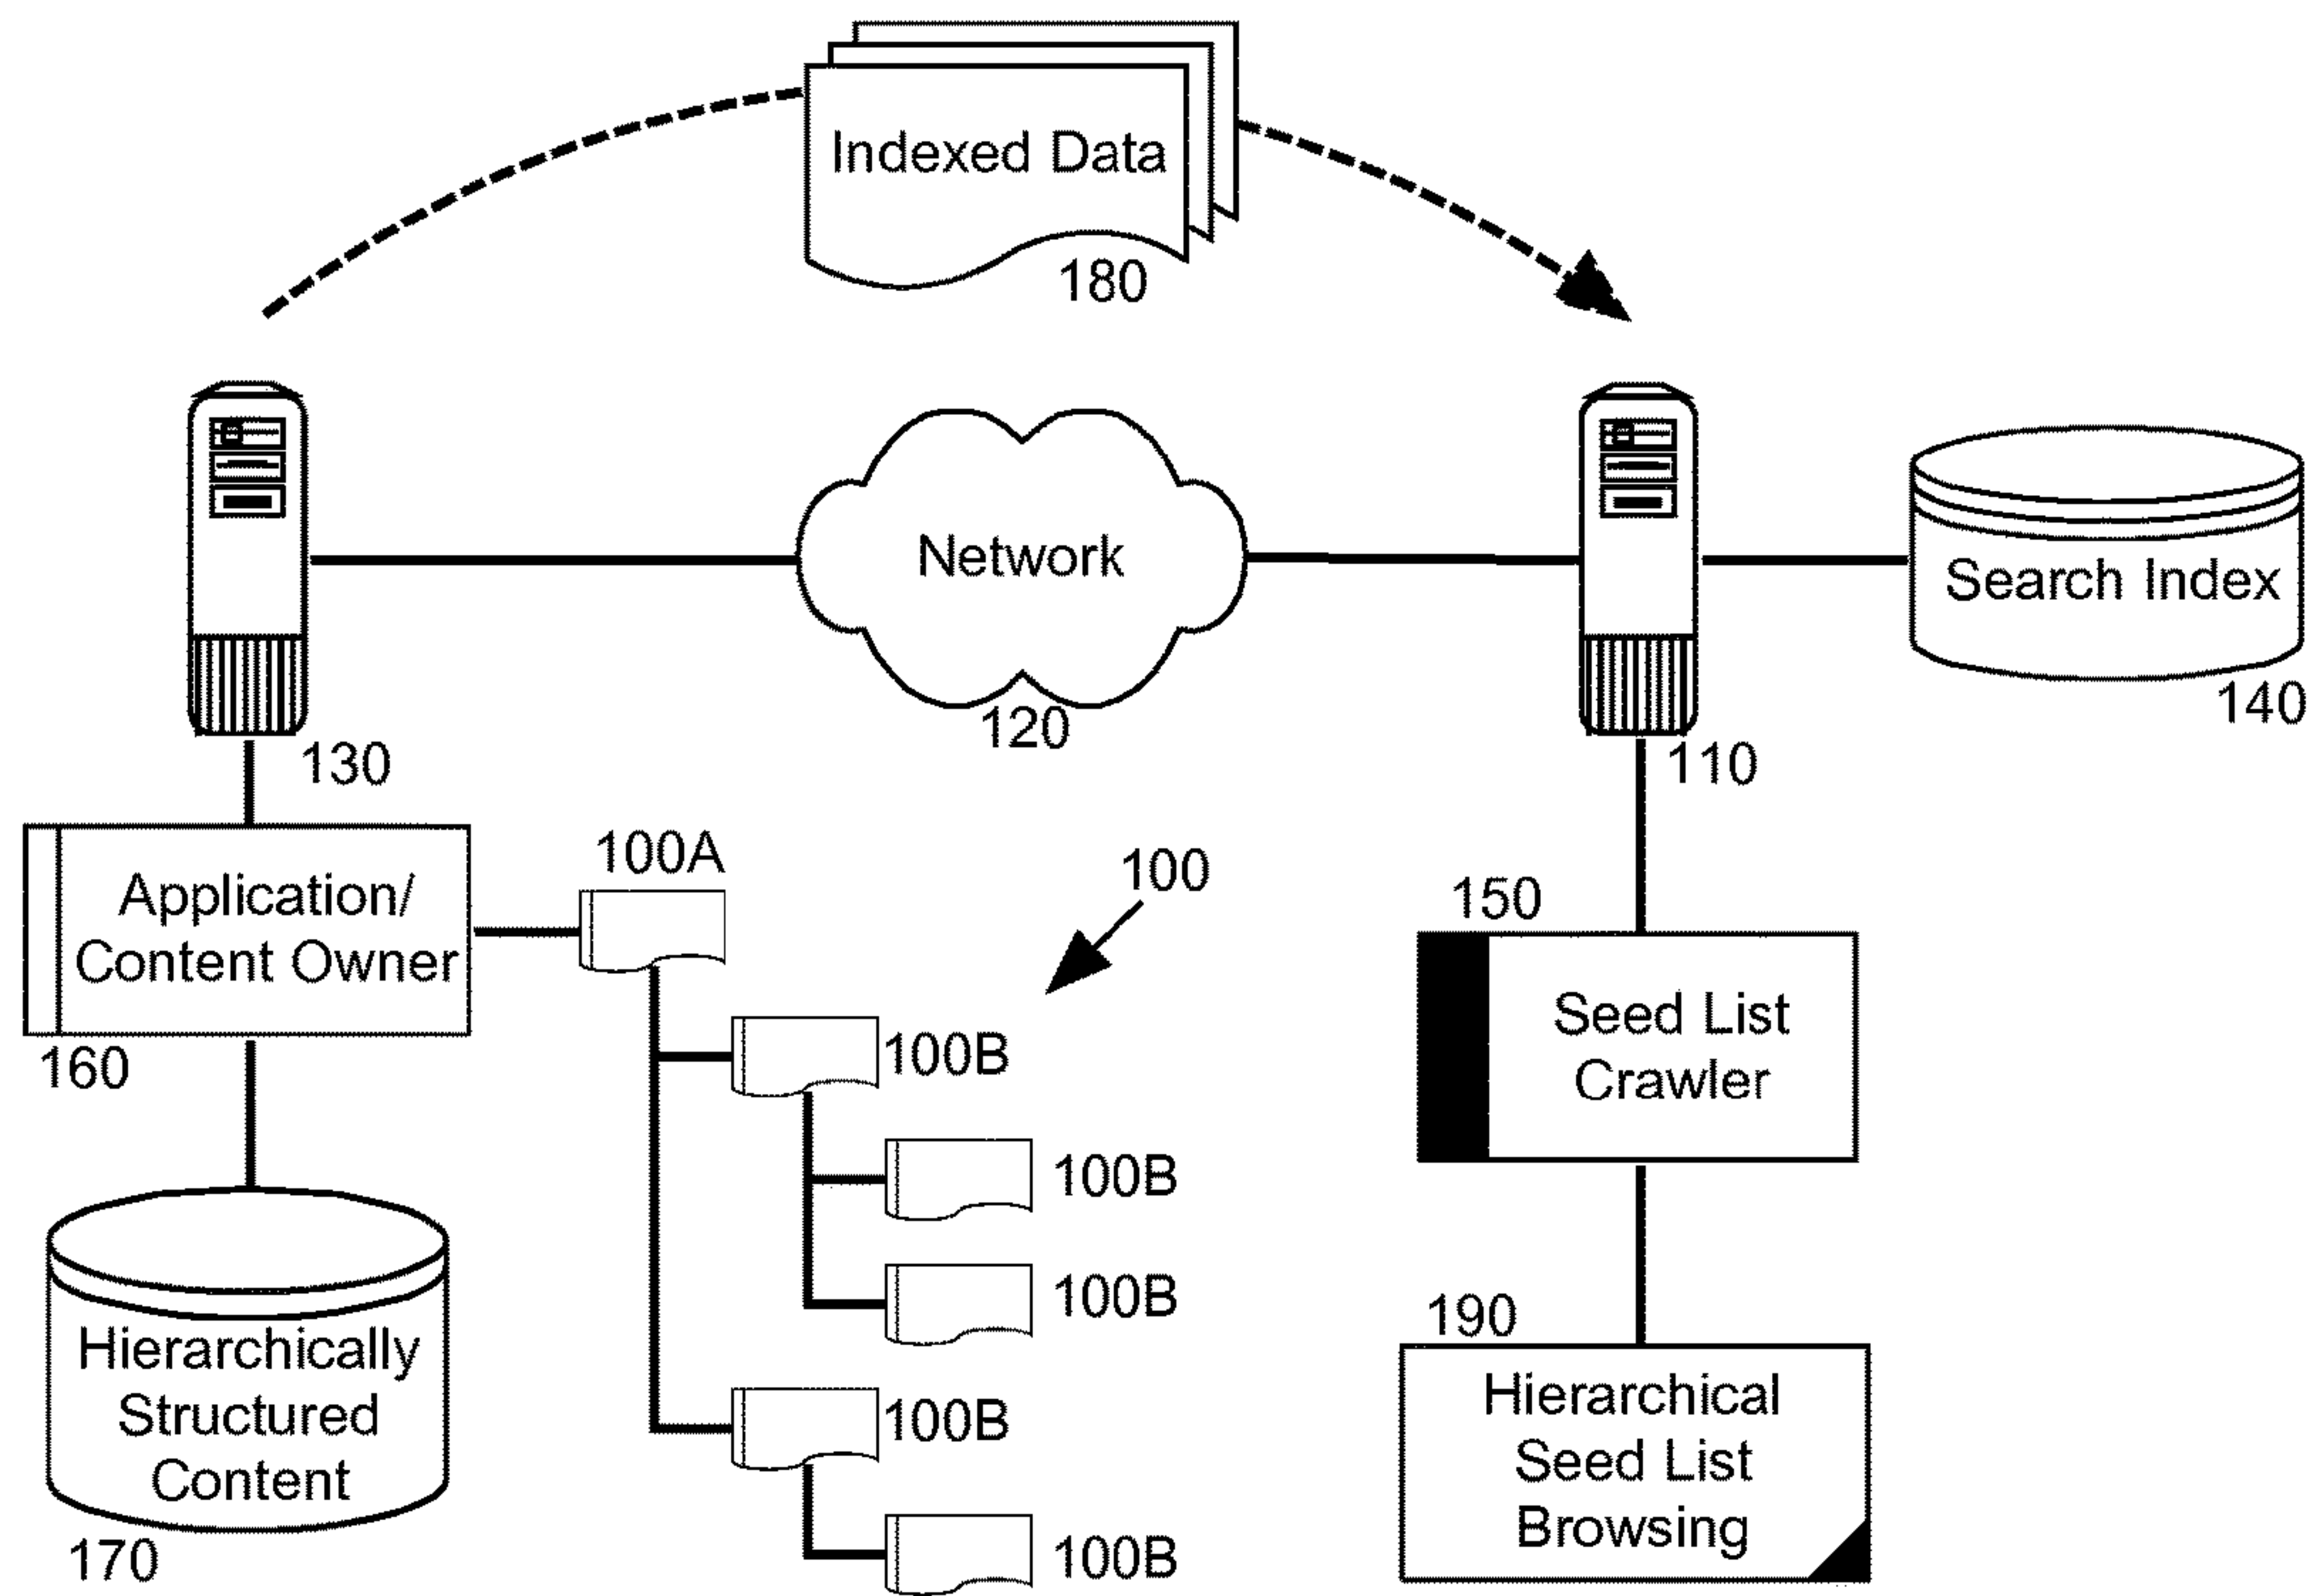 Indexed Data
180
Network
120
Search Index
140
130
110
Application/
Content Owner
160
100A
100
100B
100B
100B
100B
100B
150
Seed List
Crawler
Hierarchically
Structured
Content
170
190
Hierarchical
Seed List
Browsing